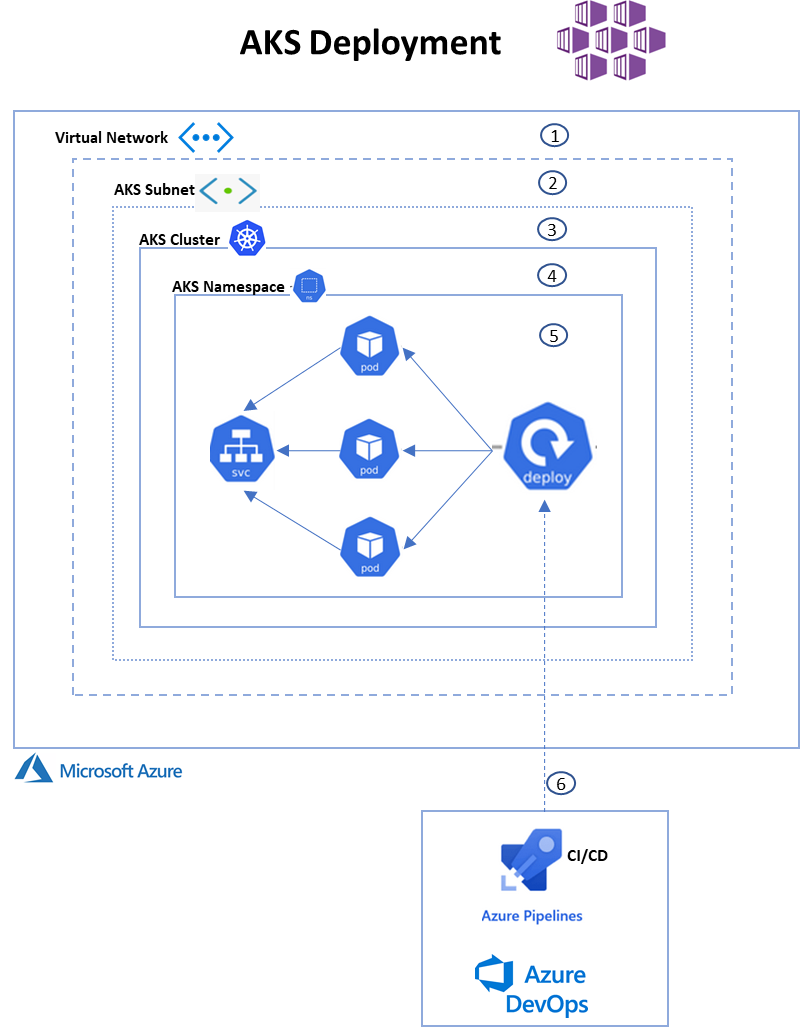 AKS Deployment
Virtual Network
1
AKS Subnet
2
AKS Cluster
3
AKS Namespace
ns
4
5
pod
svc
pod
deploy
pod
Microsoft Azure
6
CI/CD
Azure Pipelines
Azure
DevOps